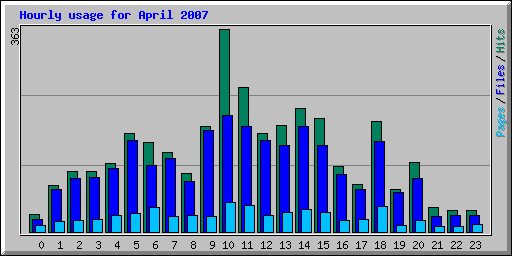 Hourly usage for April 2007
363
Pages / Files / Hits
0 1 2 3 4 5 6 7 8 9 10 11 12 13 14 15 16 17 18 19 20 21 22 23